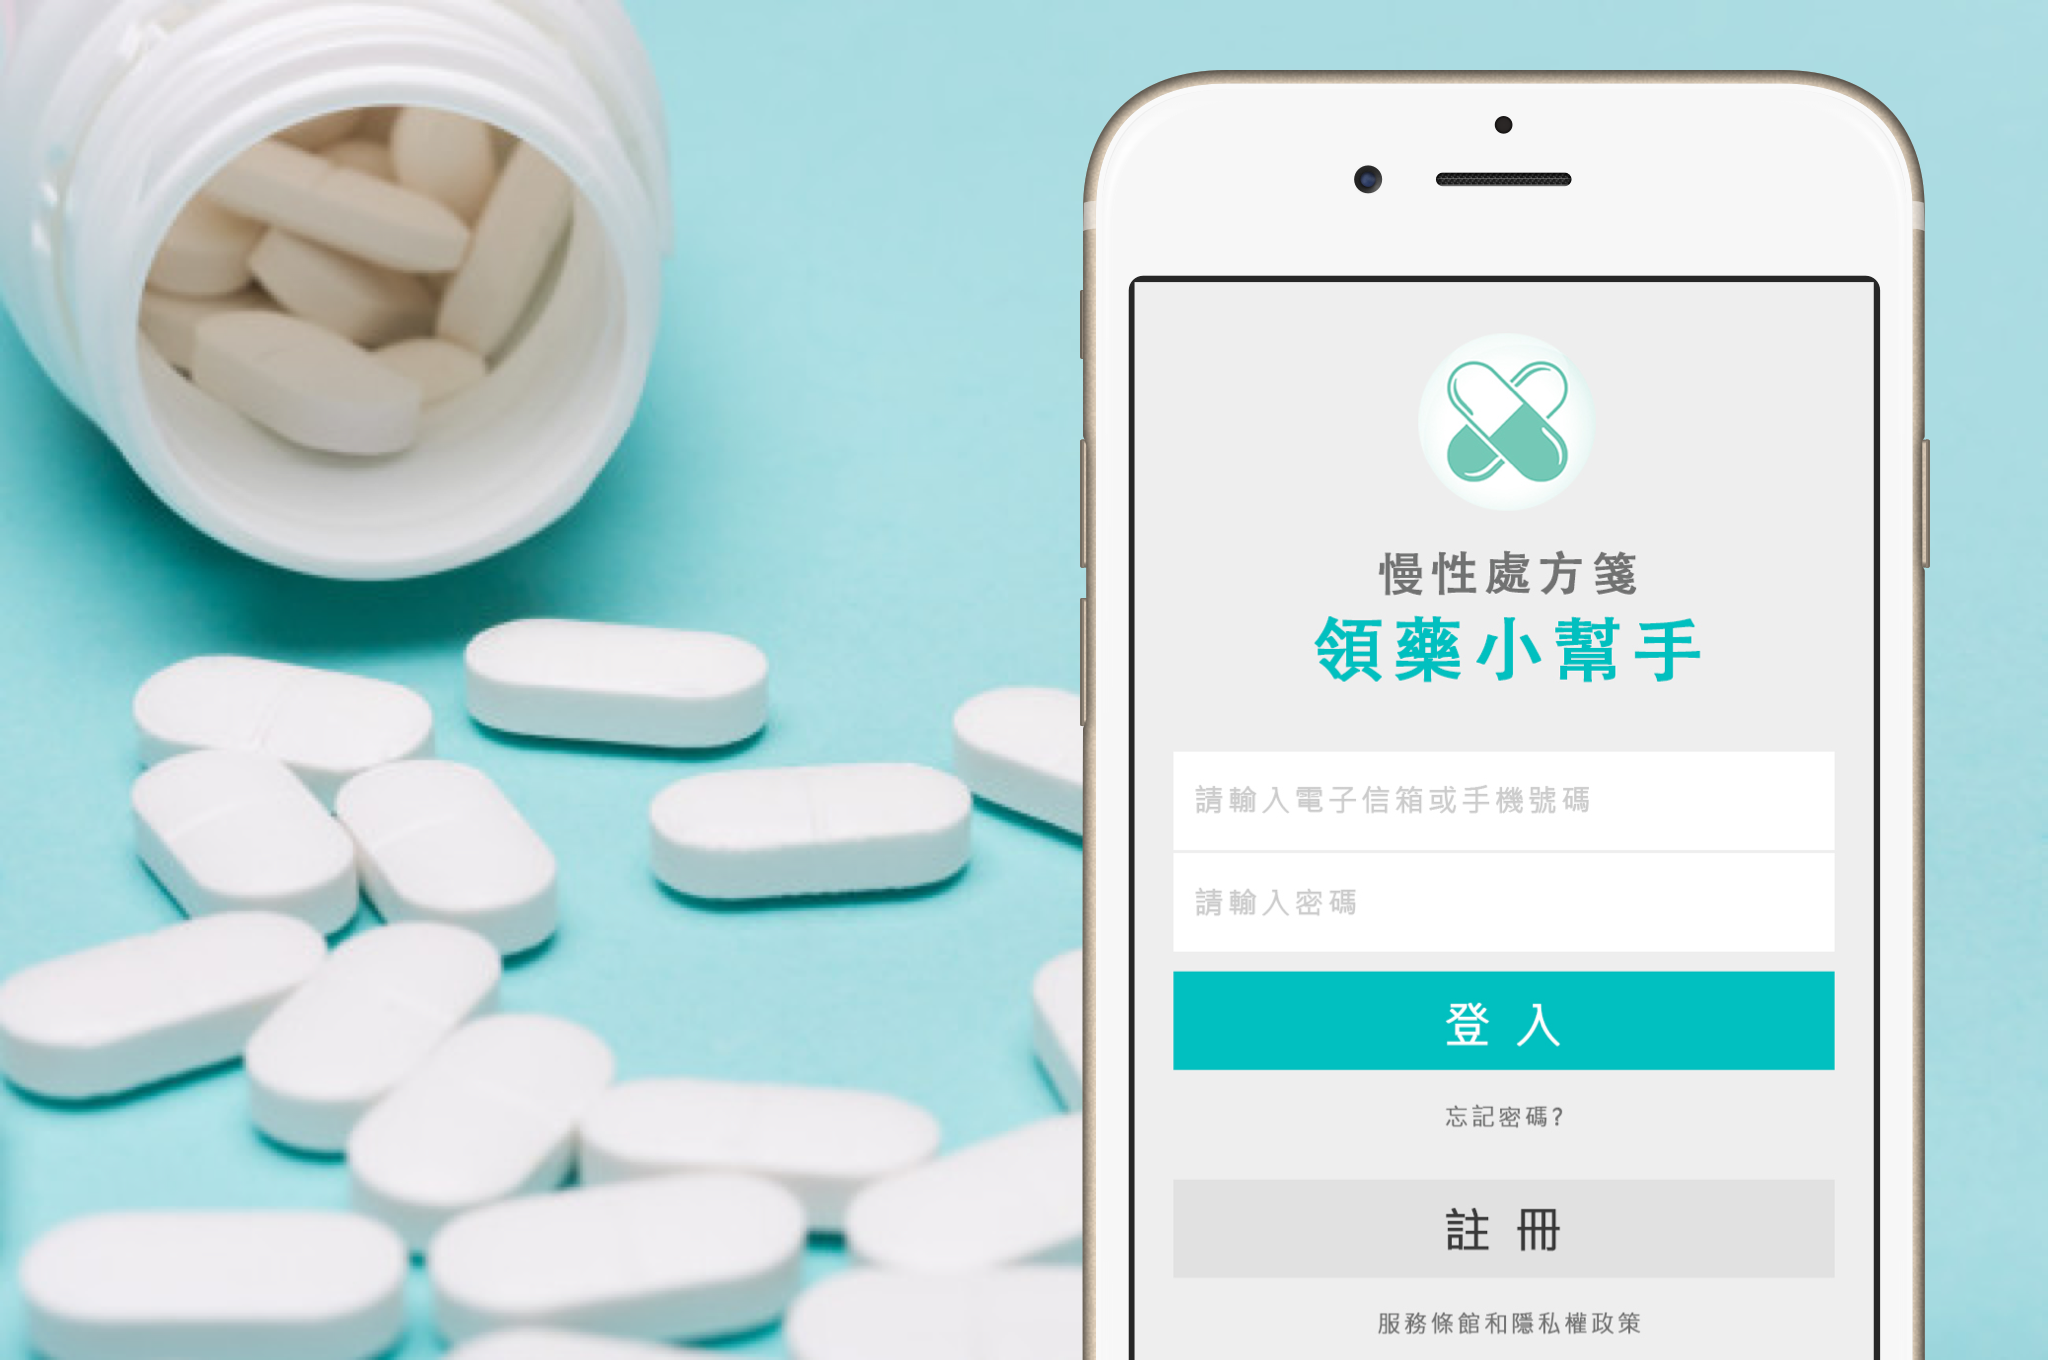 慢性處方箋
領藥小幫手
請輸入電子信箱或手機號碼
請輸入密碼
登入
忘記密碼?
註冊
服務條館和隱私權政策